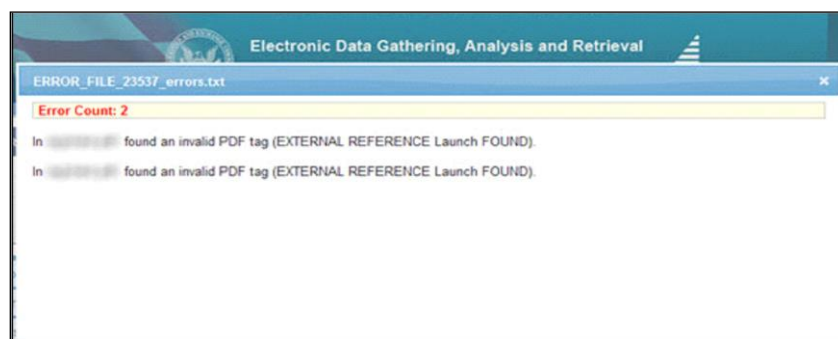 Electronic Data Gathering, Analysis and Retrieval
ERROR_FILE_23537_errors.txt
Error Count: 2
In found an invalid PDF tag (EXTERNAL REFERENCE Launch FOUND).
In found an invalid PDF tag (EXTERNAL REFERENCE Launch FOUND).